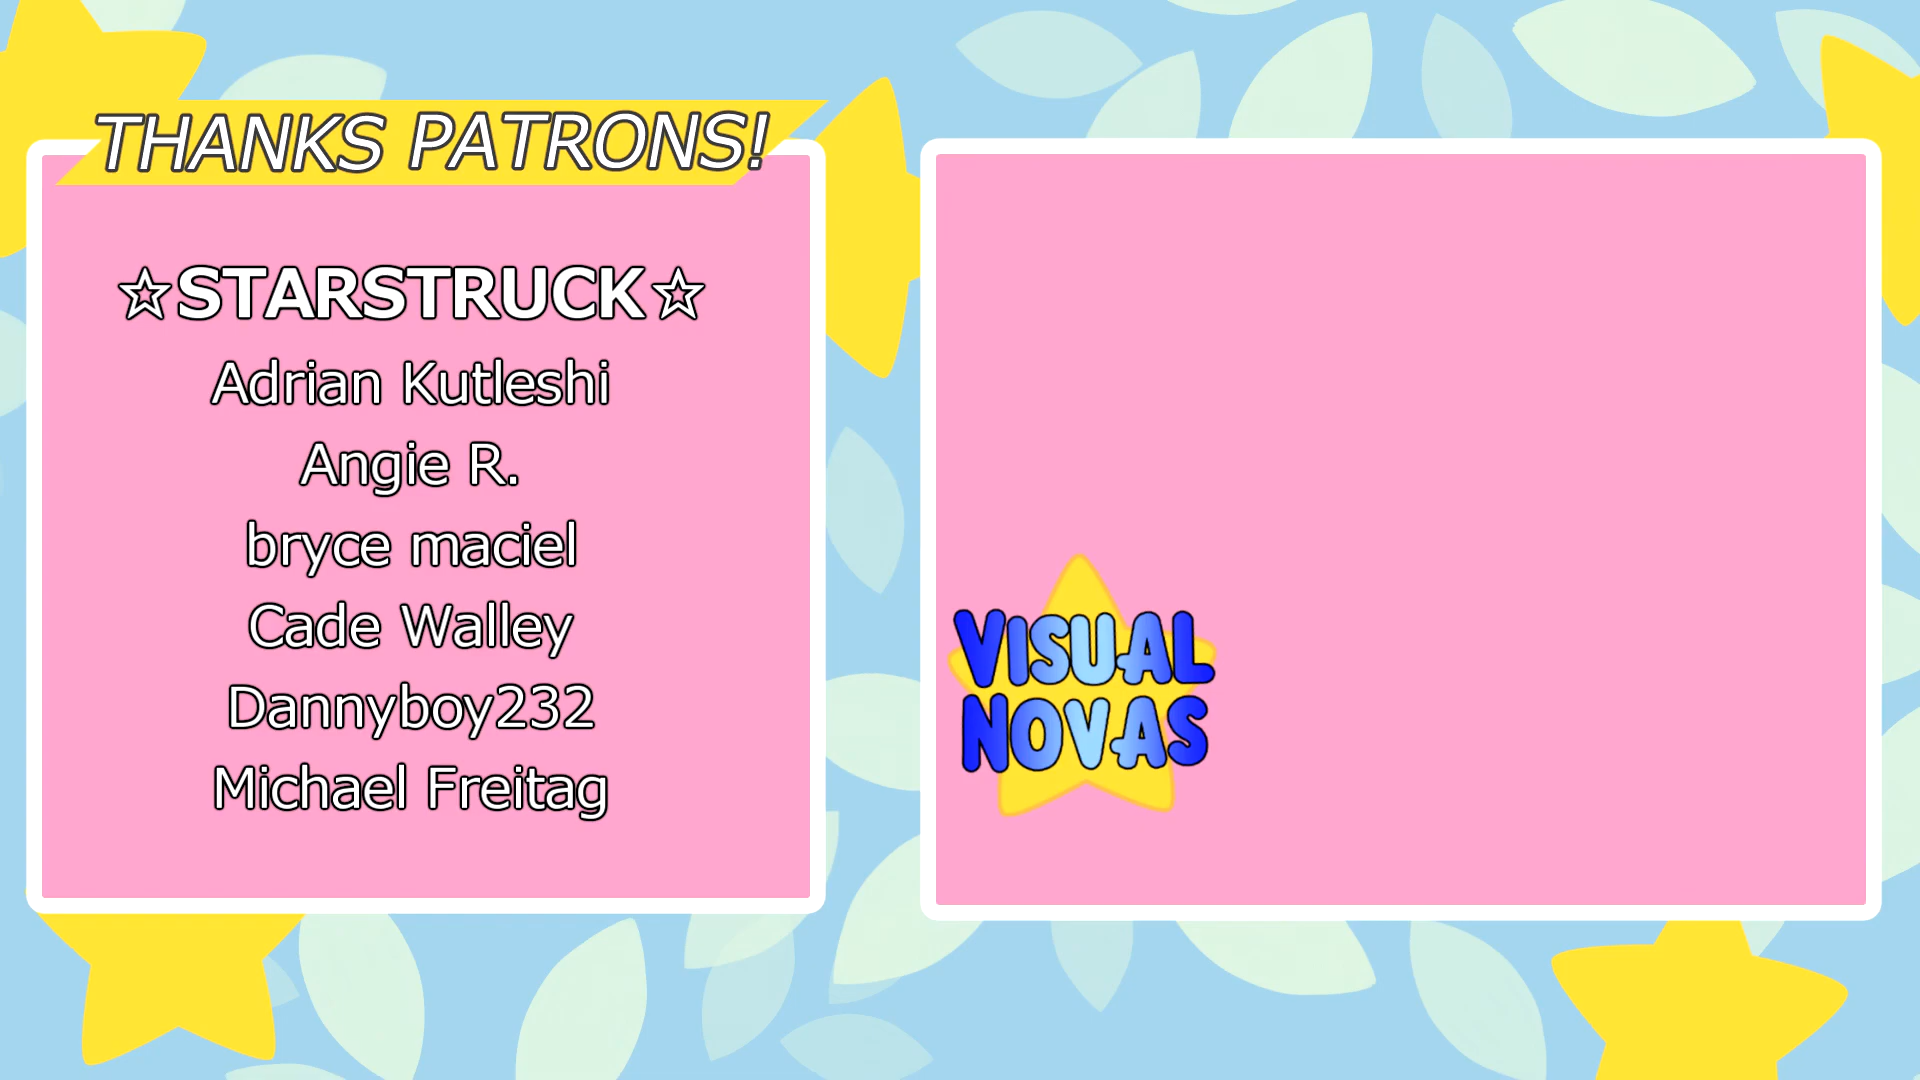 THANKS PATRONS!
☆STARSTRUCK☆
Adrian Kutleshi
Angie R.
bryce maciel
Cade Walley
Dannyboy232
Michael Freitag
VISUAL
NOVAS